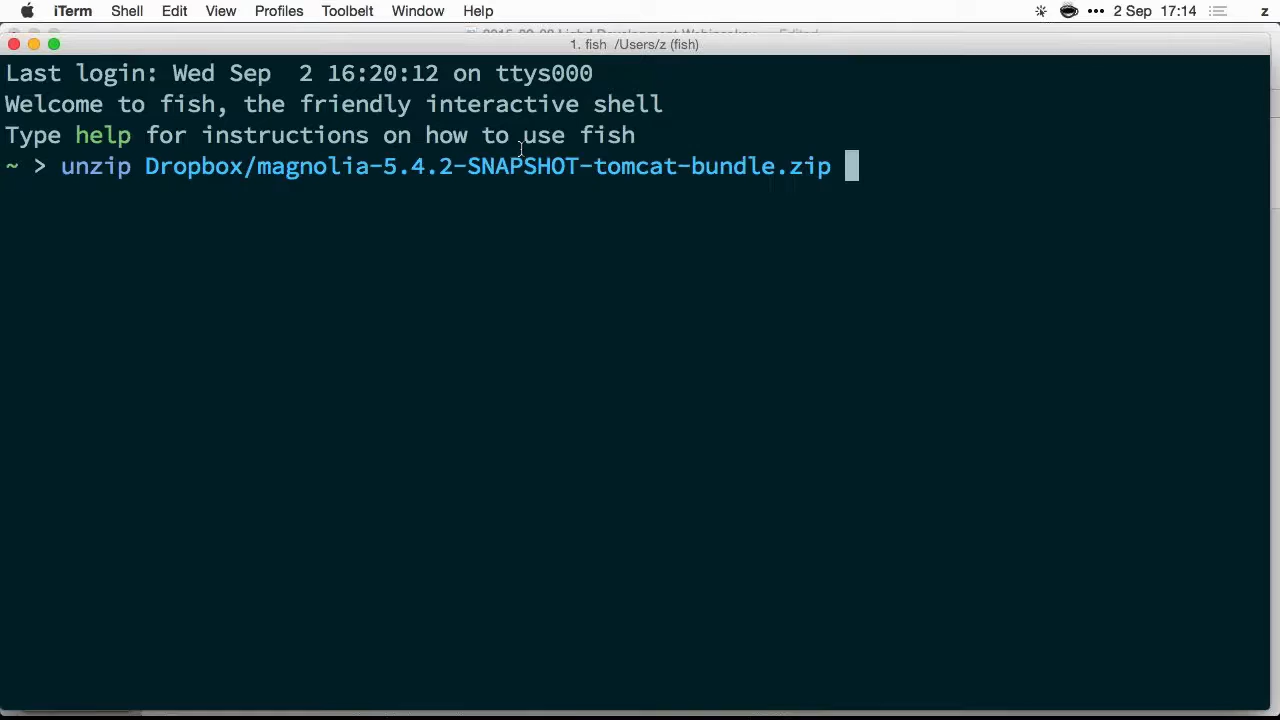 iTerm Shell Edit View Profiles Toolbelt Window Help 2 Sep 17:14 z
1. fish /Users/z (fish)
Last login: Wed Sep  2 16:20:12 on ttys000
Welcome to fish, the friendly interactive shell
Type help for instructions on how to use fish
~ > unzip Dropbox/magnolia-5.4.2-SNAPSHOT-tomcat-bundle.zip